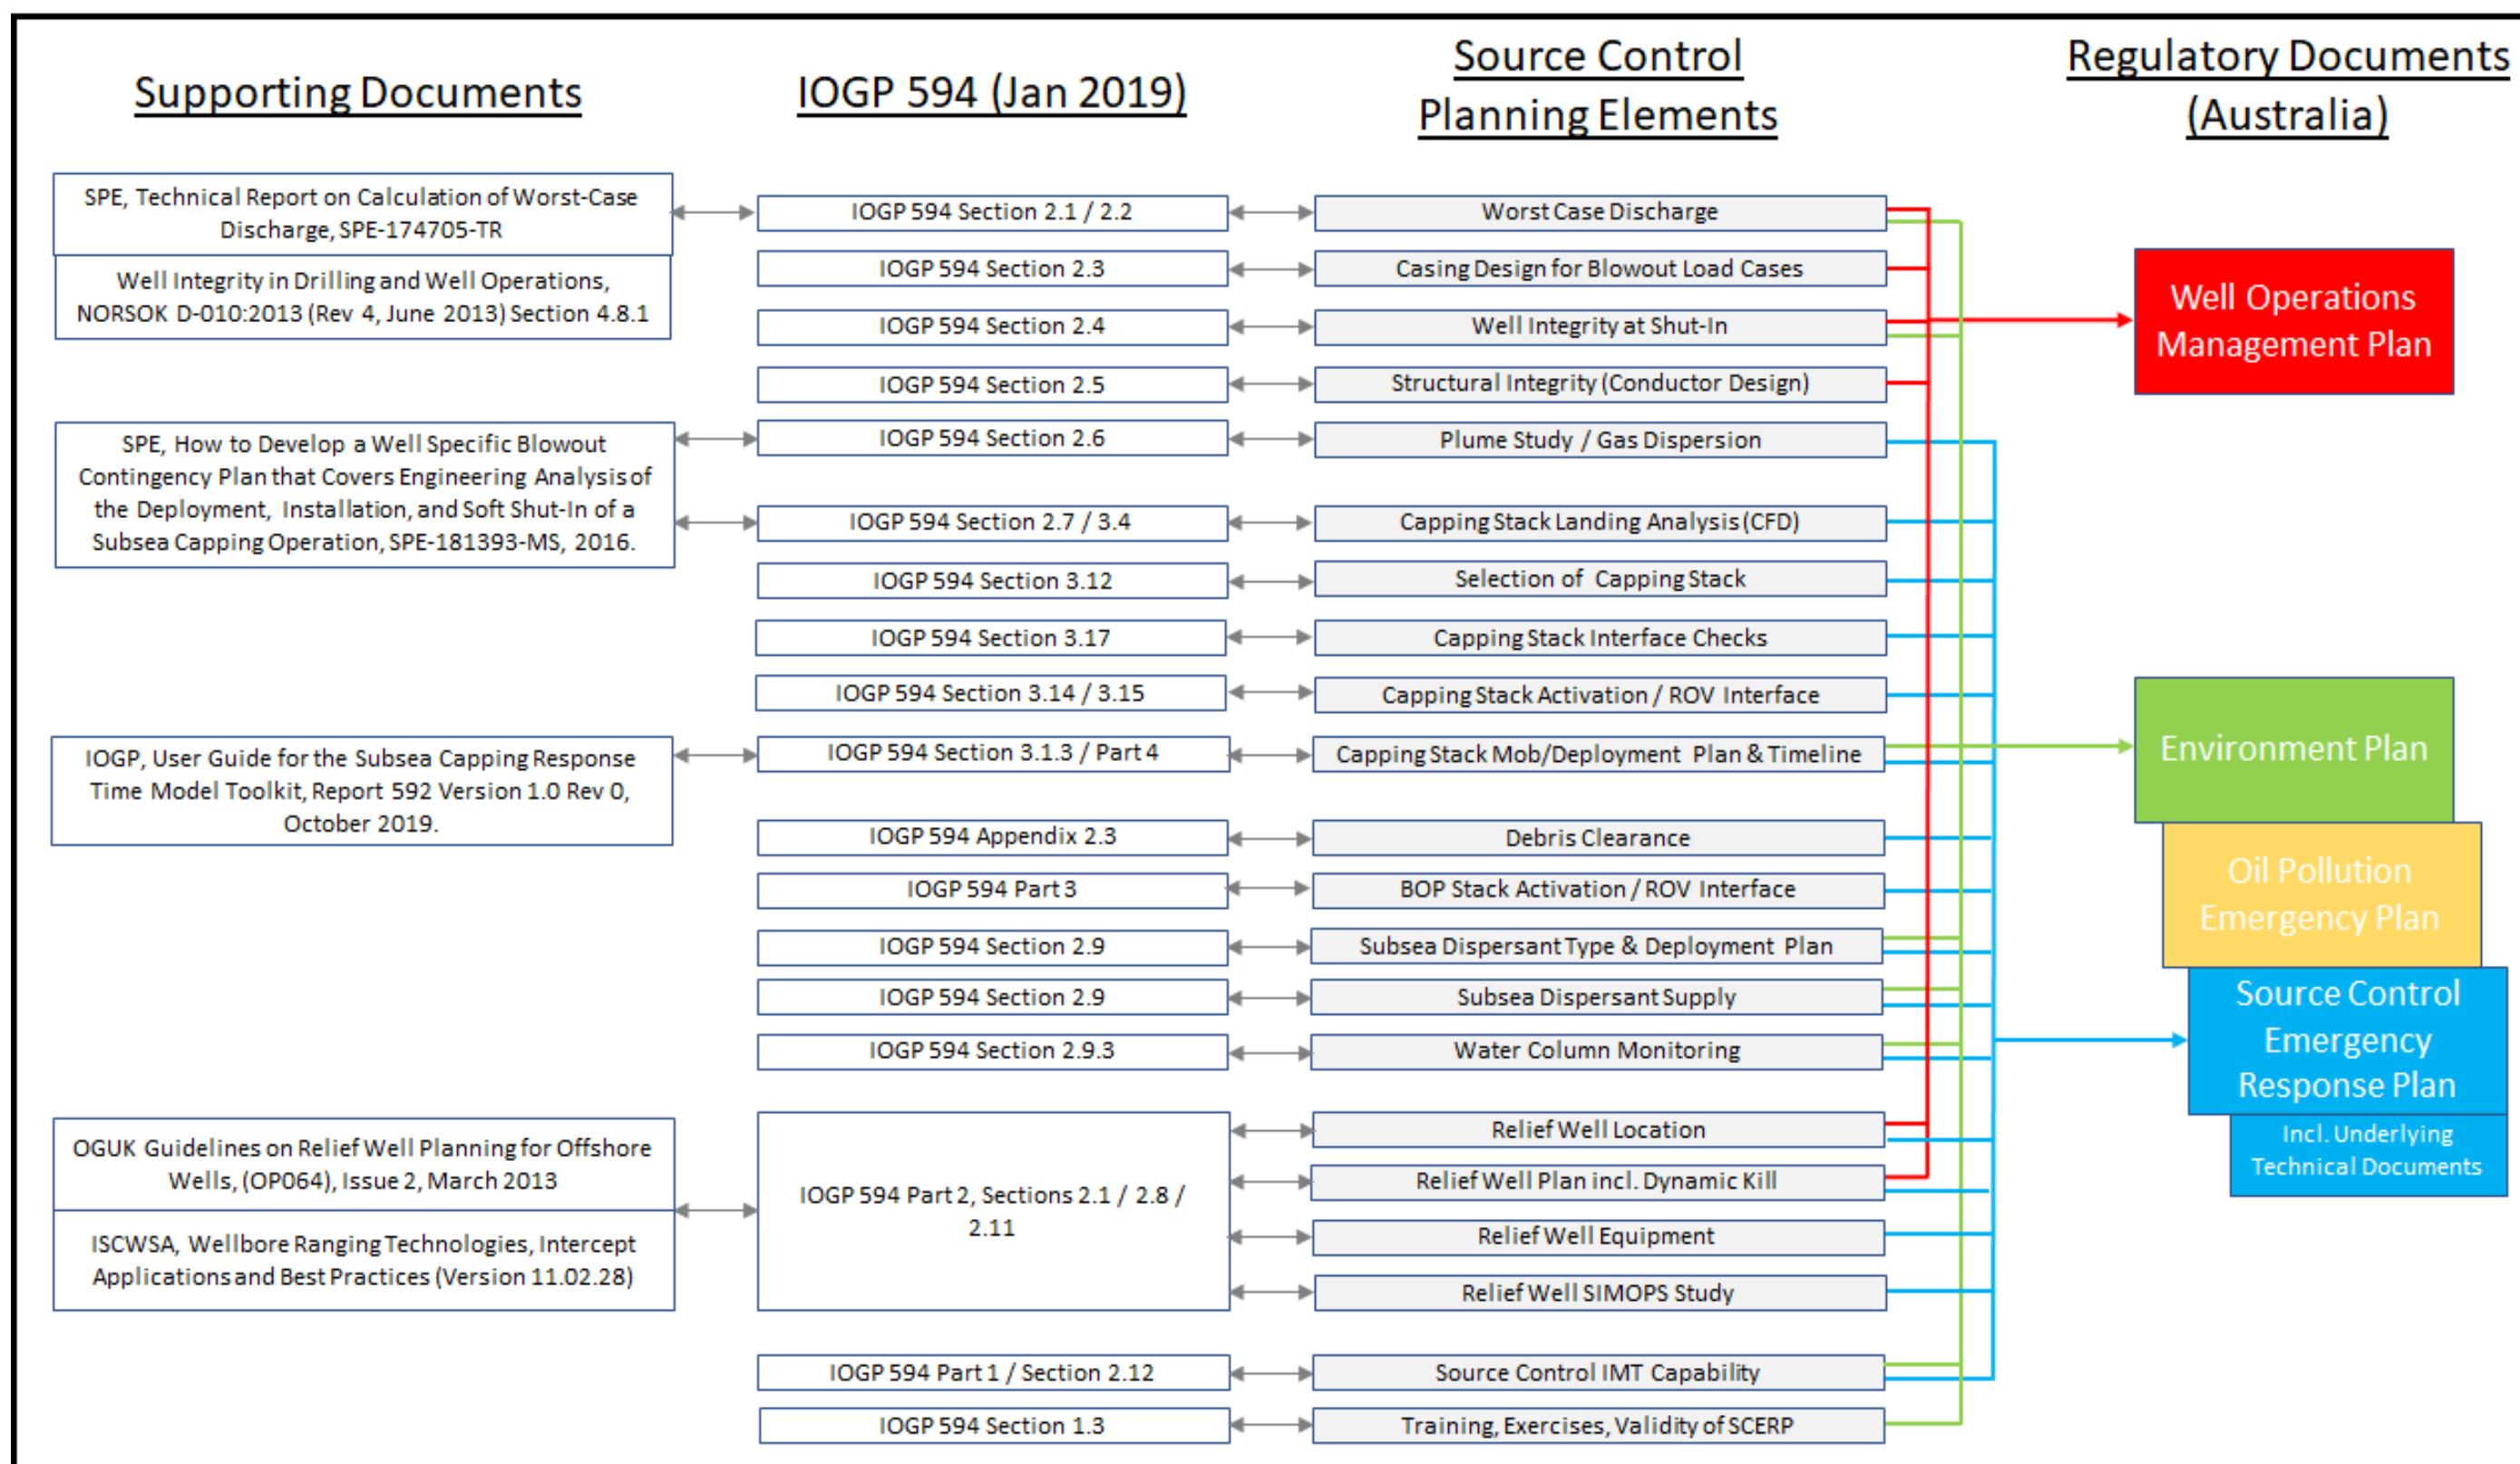 Supporting Documents
IOGP 594 (Jan 2019)
Source Control
Planning Elements
Regulatory Documents
(Australia)
SPE, Technical Report on Calculation of Worst-Case
Discharge, SPE-174705-TR
Well Integrity in Drilling and Well Operations,
NORSOK D-010:2013 (Rev 4, June 2013) Section 4.8.1
SPE, How to Develop a Well Specific Blowout
Contingency Plan that Covers Engineering Analysis of
the Deployment, Installation, and Soft Shut-In of a
Subsea Capping Operation, SPE-181393-MS, 2016.
IOGP, User Guide for the Subsea Capping Response
Time Model Toolkit, Report 592 Version 1.0 Rev 0,
October 2019.
OGUK Guidelines on Relief Well Planning for Offshore
Wells, (OP064), Issue 2, March 2013
ISCWSA, Wellbore Ranging Technologies, Intercept
Applications and Best Practices (Version 11.02.28)
IOGP 594 Section 2.1 / 2.2
IOGP 594 Section 2.3
IOGP 594 Section 2.4
IOGP 594 Section 2.5
IOGP 594 Section 2.6
IOGP 594 Section 2.7 / 3.4
IOGP 594 Section 3.12
IOGP 594 Section 3.17
IOGP 594 Section 3.14 / 3.15
IOGP 594 Section 3.1.3 / Part 4
IOGP 594 Appendix 2.3
IOGP 594 Part 3
IOGP 594 Section 2.9
IOGP 594 Section 2.9
IOGP 594 Section 2.9.3
IOGP 594 Part 2, Sections 2.1 / 2.8 /
2.11
IOGP 594 Part 1 / Section 2.12
IOGP 594 Section 1.3
Worst Case Discharge
Casing Design for Blowout Load Cases
Well Integrity at Shut-In
Structural Integrity (Conductor Design)
Plume Study / Gas Dispersion
Capping Stack Landing Analysis (CFD)
Selection of Capping Stack
Capping Stack Interface Checks
Capping Stack Activation / ROV Interface
Capping Stack Mob/Deployment Plan & Timeline
Debris Clearance
BOP Stack Activation / ROV Interface
Subsea Dispersant Type & Deployment Plan
Subsea Dispersant Supply
Water Column Monitoring
Relief Well Location
Relief Well Plan incl. Dynamic Kill
Relief Well Equipment
Relief Well SIMOPS Study
Source Control IMT Capability
Training, Exercises, Validity of SCERP
Well Operations
Management Plan
Environment Plan
Oil Pollution
Emergency Plan
Source Control
Emergency
Response Plan
Incl. Underlying
Technical Documents